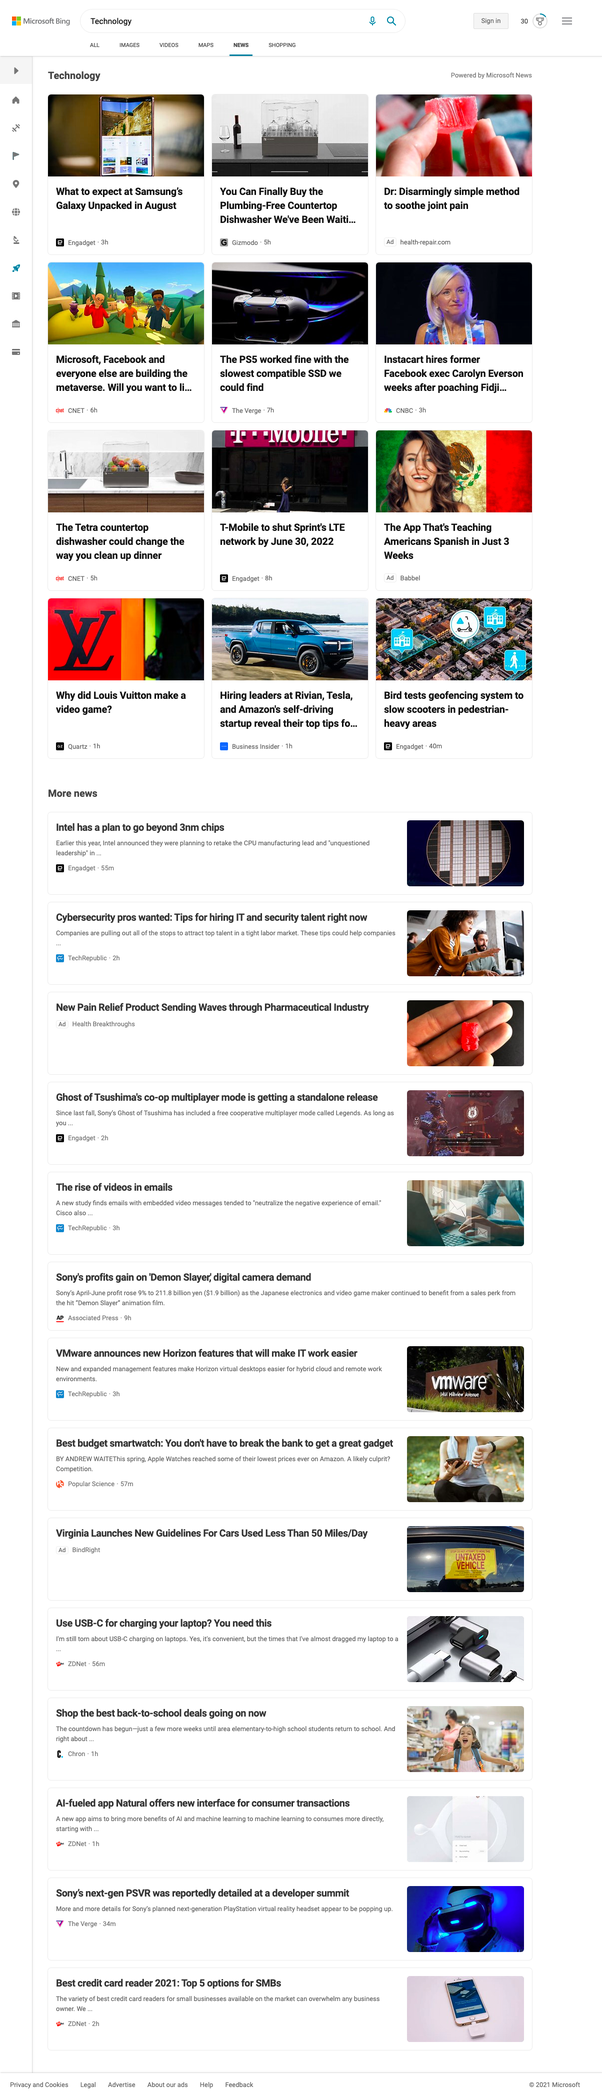 Microsoft Bing
Technology
Sign in
30
ALL IMAGES VIDEOS MAPS NEWS SHOPPING
Technology
Powered by Microsoft News
What to expect at Samsung's
Galaxy Unpacked in August
Engadget · 3h
You Can Finally Buy the
Plumbing-Free Countertop
Dishwasher We've Been Waiti...
Gizmodo · 5h
Dr: Disarmingly simple method
to soothe joint pain
Ad health-repair.com
Microsoft, Facebook and
everyone else are building the
metaverse. Will you want to li...
CNET · 6h
The PS5 worked fine with the
slowest compatible SSD we
could find
The Verge · 7h
Instacart hires former
Facebook exec Carolyn Everson
weeks after poaching Fidji...
CNBC · 3h
The Tetra countertop
dishwasher could change the
way you clean up dinner
CNET · 5h
T-Mobile
T-Mobile to shut Sprint's LTE
network by June 30, 2022
Engadget · 8h
The App That's Teaching
Americans Spanish in Just 3
Weeks
Ad Babbel
LV
Why did Louis Vuitton make a
video game?
Quartz · 1h
Hiring leaders at Rivian, Tesla,
and Amazon's self-driving
startup reveal their top tips fo...
Business Insider · 1h
Bird tests geofencing system to
slow scooters in pedestrian-
heavy areas
Engadget · 40m
More news
Intel has a plan to go beyond 3nm chips
Earlier this year, Intel announced they were planning to retake the CPU manufacturing lead and "unquestioned
leadership" in ...
Engadget · 55m
Cybersecurity pros wanted: Tips for hiring IT and security talent right now
Companies are pulling out all of the stops to attract top talent in a tight labor market. These tips could help companies
...
TechRepublic · 2h
New Pain Relief Product Sending Waves through Pharmaceutical Industry
Ad Health Breakthroughs
Ghost of Tsushima's co-op multiplayer mode is getting a standalone release
Since last fall, Sony's Ghost of Tsushima has included a free cooperative multiplayer mode called Legends. As long as
you ...
Engadget · 2h
The rise of videos in emails
A new study finds emails with embedded video messages tended to "neutralize the negative experience of email."
Cisco also ...
TechRepublic · 3h
Sony's profits gain on 'Demon Slayer,' digital camera demand
Sony's April-June profit rose 9% to 211.8 billion yen ($1.9 billion) as the Japanese electronics and video game maker continued to benefit from a sales perk from
the hit "Demon Slayer" animation film.
AP Associated Press · 9h
VMware announces new Horizon features that will make IT work easier
New and expanded management features make Horizon virtual desktops easier for hybrid cloud and remote work
environments.
TechRepublic · 3h
vmware
Best budget smartwatch: You don't have to break the bank to get a great gadget
BY ANDREW WAITEThis spring, Apple Watches reached some of their lowest prices ever on Amazon. A likely culprit?
Competition.
Popular Science · 57m
Virginia Launches New Guidelines For Cars Used Less Than 50 Miles/Day
Ad BindRight
UNTAXED
VEHICLE
Use USB-C for charging your laptop? You need this
I'm still torn about USB-C charging on laptops. Yes, it's convenient, but the times that I've almost dragged my laptop to a
...
ZDNet · 56m
Shop the best back-to-school deals going on now
The countdown has begun—just a few more weeks until area elementary-to-high school students return to school. And
right about ...
Chron · 1h
AI-fueled app Natural offers new interface for consumer transactions
A new app aims to bring more benefits of AI and machine learning to machine learning to consumes more directly,
starting with ...
ZDNet · 1h
Sony's next-gen PSVR was reportedly detailed at a developer summit
More and more details for Sony's planned next-generation PlayStation virtual reality headset appear to be popping up.
The Verge · 34m
Best credit card reader 2021: Top 5 options for SMBs
The variety of best credit card readers for small businesses available on the market can overwhelm any business
owner. We ...
ZDNet · 2h
Privacy and Cookies Legal Advertise About our ads Help Feedback
© 2021 Microsoft